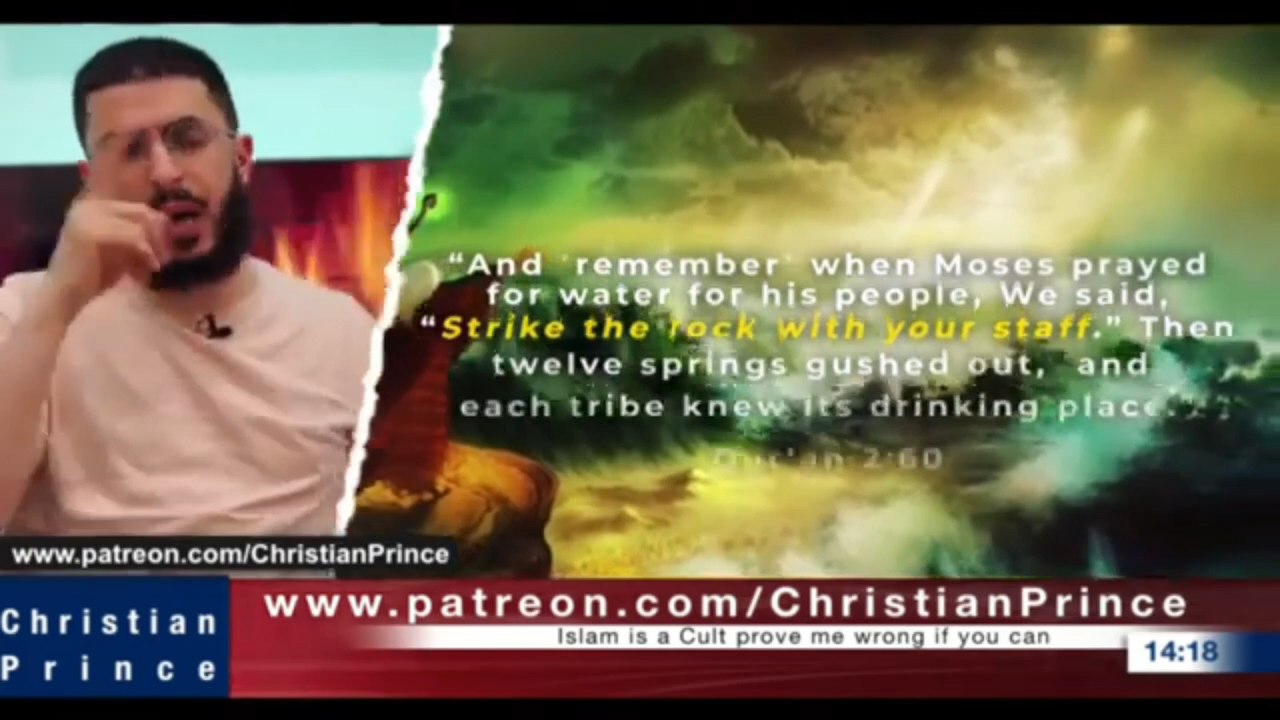 “And ˹remember˺ when Moses prayed
for water for his people, We said,
“Strike the rock with your staff.” Then
twelve springs gushed out, and
each tribe knew its drinking place.
Qur'an 2:60
www.patreon.com/ChristianPrince
Christian
Prince
www.patreon.com/ChristianPrince
Islam is a Cult prove me wrong if you can
14:18